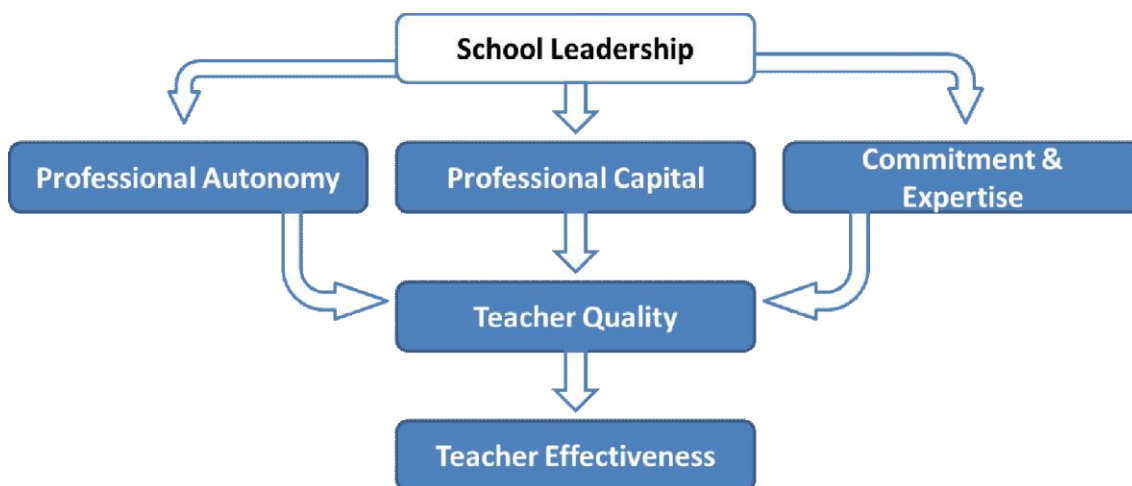 School Leadership
Professional Autonomy
Professional Capital
Commitment &
Expertise
Teacher Quality
Teacher Effectiveness